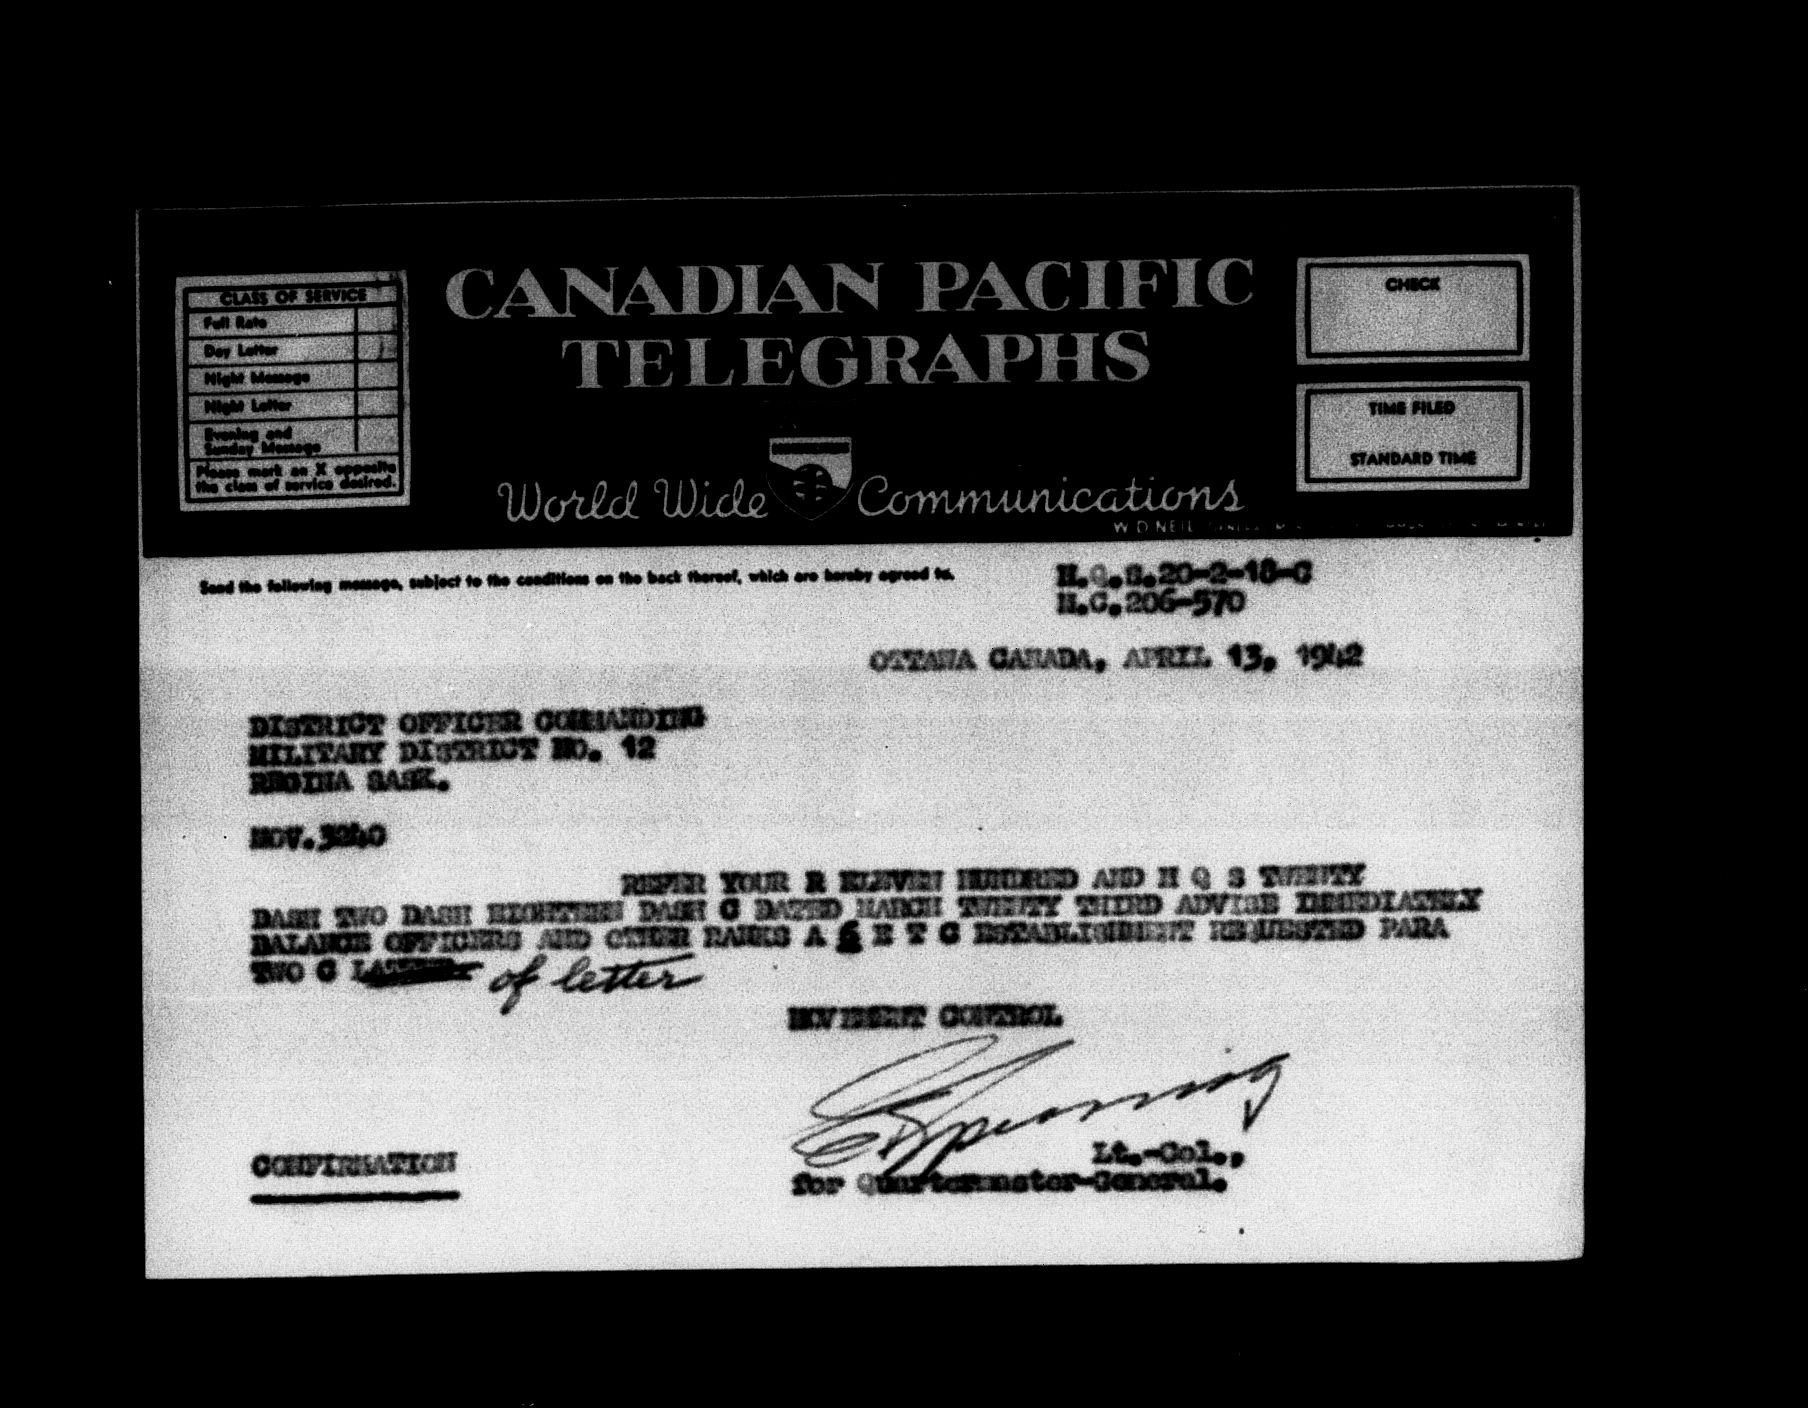 CLASS OF SERVICE
Full Rate
Day Letter
Night Message
Night Letter
Evening and
Sunday Message
Please mark an X opposite
the class of service desired.
CANADIAN PACIFIC
TELEGRAPHS
World Wide Communications
CHECK
TIME FILED
STANDARD TIME
W. D. NEIL
Send the following message, subject to the conditions on the back thereof, which are hereby agreed to.
H.Q.S.20-2-18-C
H.C.206-570
OTTAWA CANADA, APRIL 13, 1942
DISTRICT OFFICER COMMANDING
MILITARY DISTRICT NO. 12
REGINA SASK.
MOV.3240
REFER YOUR R ELEVEN HUNDRED AND H Q S TWENTY
DASH TWO DASH EIGHTEEN DASH C DATED MARCH TWENTY THIRD ADVISE IMMEDIATELY
BALANCE OFFICERS AND OTHER RANKS A 6 E T C ESTABLISHMENT REQUESTED PARA
TWO C of letter
MOVEMENT CONTROL
Lt.-Col.,
for Quartermaster-General.
CONFIRMATION